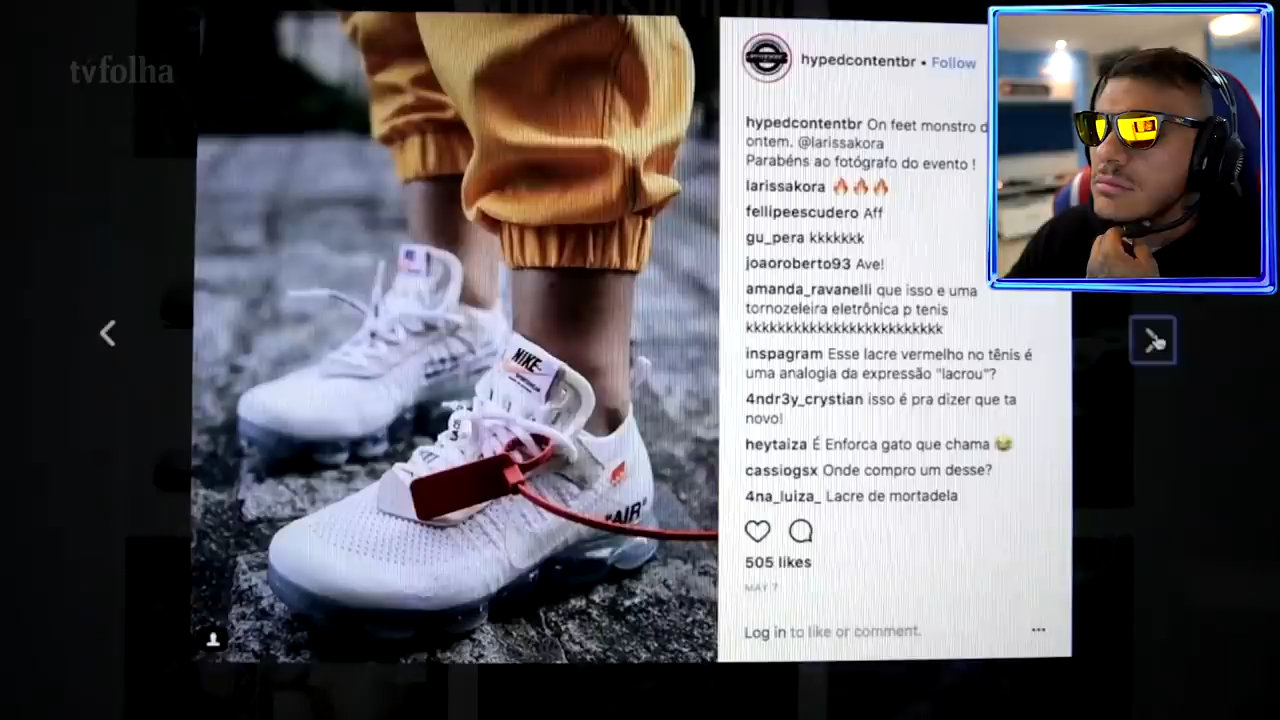 tvfolha
hypedcontentbr • Follow
hypedcontentbr On feet monstro
ontem. @larissakora
Parabéns ao fotógrafo do evento !
larissakora 🔥🔥🔥
fellipeescudero Aff
gu_pera kkkkkkk
joaoroberto93 Ave!
amanda_ravanelli que isso e uma
tornozeleira eletrônica p tenis
kkkkkkkkkkkkkkkkkkkkkkkkk
inspagram Esse lacre vermelho no tênis é
uma analogia da expressão "lacrou"?
4ndr3y_crystian isso é pra dizer que ta
novo!
heytaiza É Enforca gato que chama 😂
cassiogsx Onde compro um desse?
4na_luiza_ Lacre de mortadela
505 likes
MAY 7
Log in to like or comment.
NIKE
"AIR"